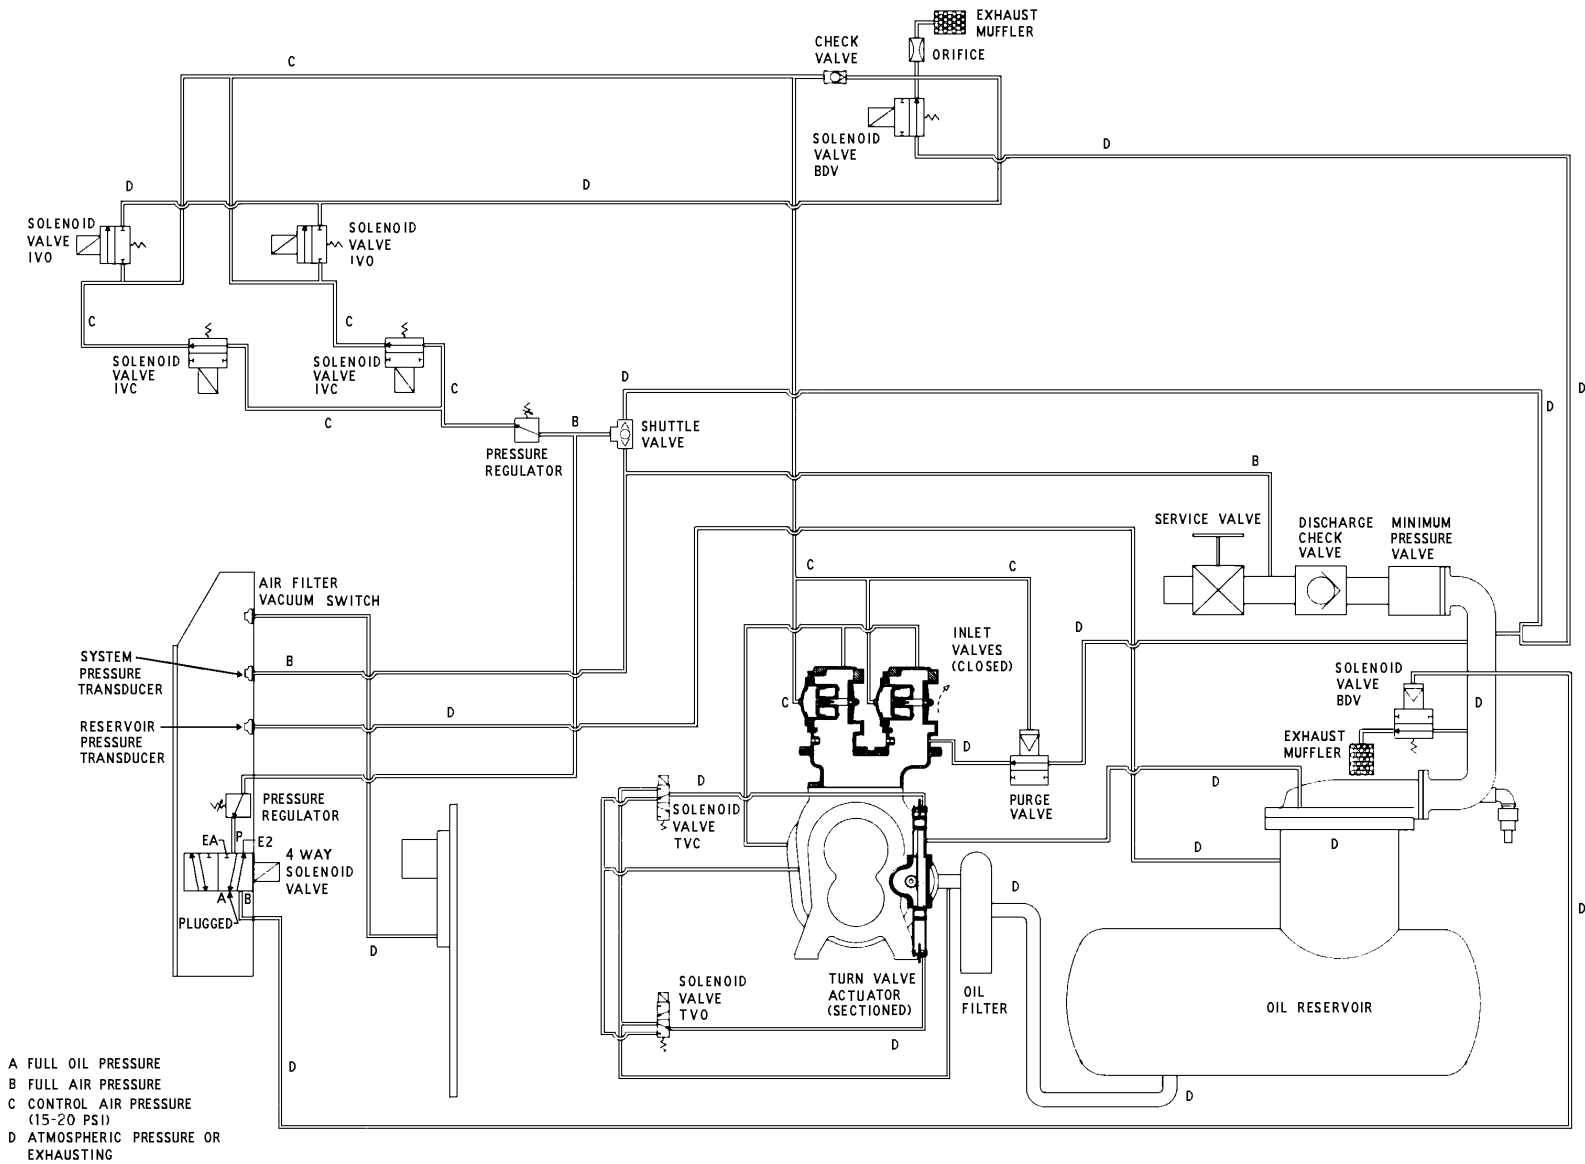 EXHAUST
MUFFLER
CHECK
VALVE
ORIFICE
C
SOLENOID
VALVE
BDV
D
D
D
SOLENOID
VALVE
IVO
SOLENOID
VALVE
IVO
C
C
SOLENOID
VALVE
IVC
SOLENOID
VALVE
IVC
C
C
D
D
D
B
SHUTTLE
VALVE
PRESSURE
REGULATOR
B
SERVICE VALVE
DISCHARGE
CHECK
VALVE
MINIMUM
PRESSURE
VALVE
C
C
AIR FILTER
VACUUM SWITCH
SYSTEM
PRESSURE
TRANSDUCER
B
INLET
VALVES
(CLOSED)
D
SOLENOID
VALVE
BDV
C
D
RESERVOIR
PRESSURE
TRANSDUCER
D
D
EXHAUST
MUFFLER
D
D
PRESSURE
REGULATOR
SOLENOID
VALVE
TVC
PURGE
VALVE
EA
P
E2
4 WAY
SOLENOID
VALVE
A
B
PLUGGED
D
D
D
D
D
SOLENOID
VALVE
TVO
TURN VALVE
ACTUATOR
(SECTIONED)
OIL
FILTER
OIL RESERVOIR
D
D
D
A FULL OIL PRESSURE
B FULL AIR PRESSURE
C CONTROL AIR PRESSURE
(15-20 PSI)
D ATMOSPHERIC PRESSURE OR
EXHAUSTING